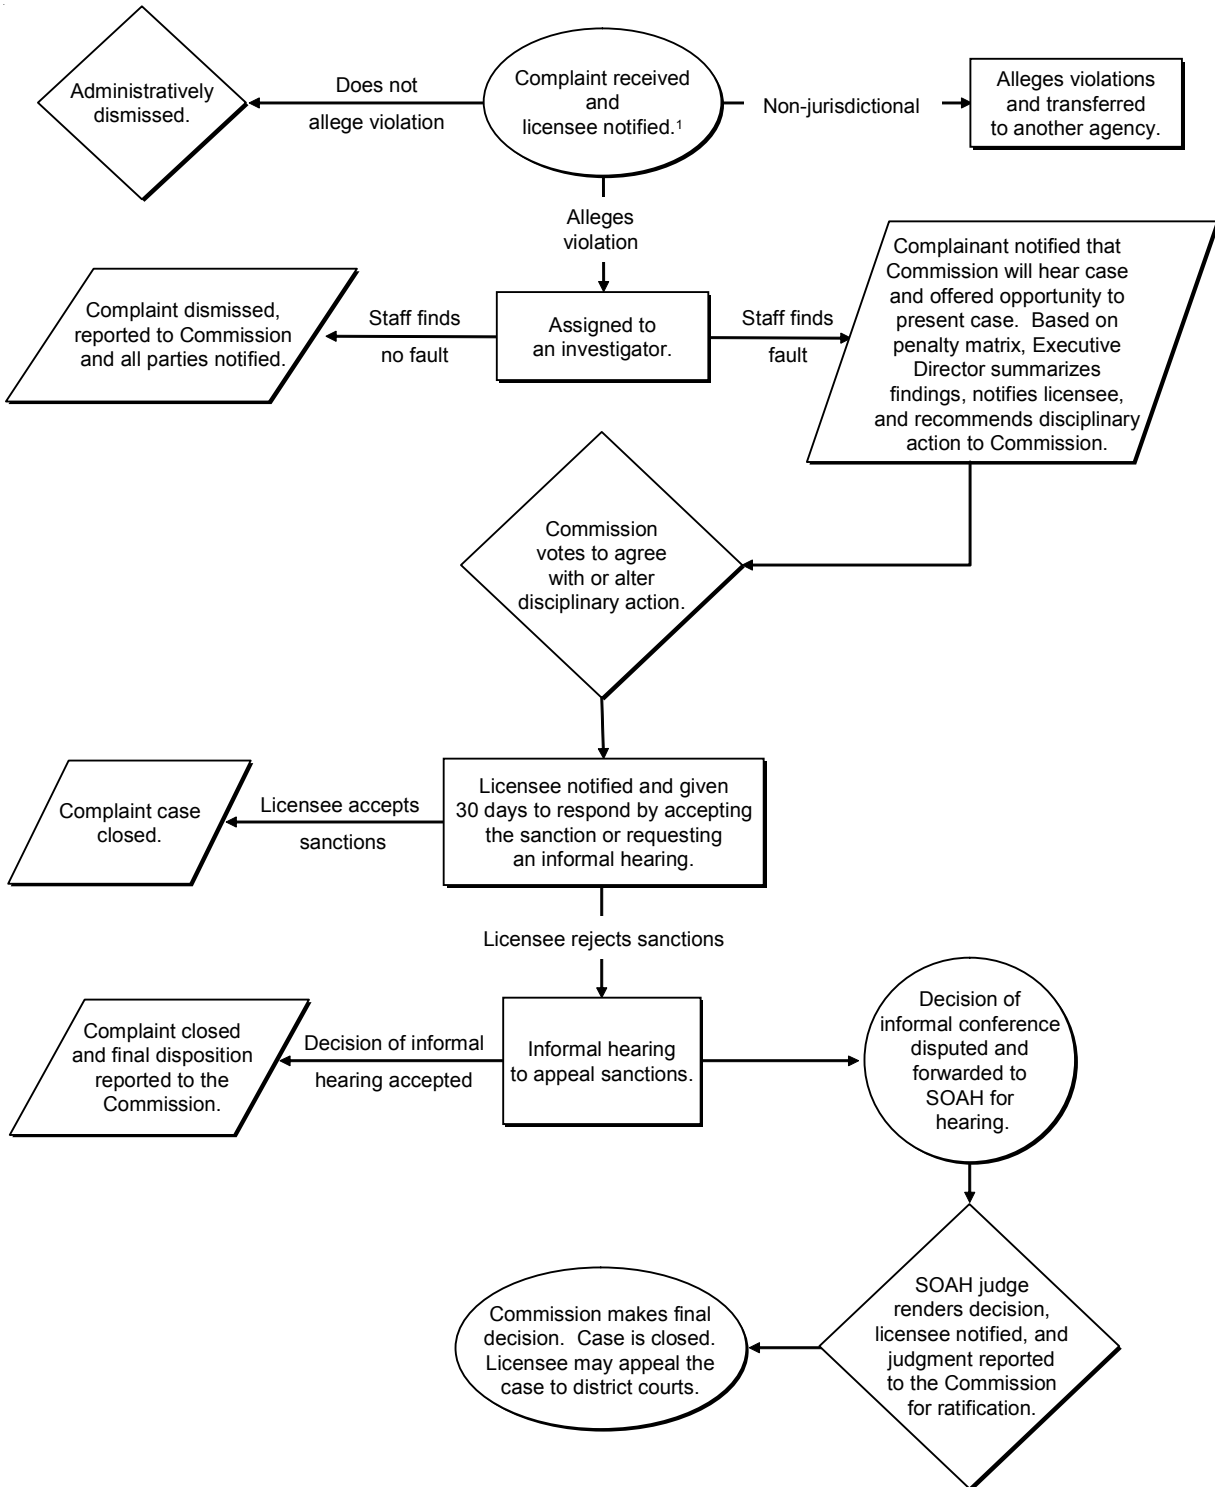 Administratively
dismissed.
Does not
allege violation
Complaint received
and
licensee notified.¹
Non-jurisdictional
Alleges violations
and transferred
to another agency.
Alleges
violation
Complaint dismissed,
reported to Commission
and all parties notified.
Staff finds
no fault
Assigned to
an investigator.
Staff finds
fault
Complainant notified that
Commission will hear case
and offered opportunity to
present case. Based on
penalty matrix, Executive
Director summarizes
findings, notifies licensee,
and recommends disciplinary
action to Commission.
Commission
votes to agree
with or alter
disciplinary action.
Complaint case
closed.
Licensee accepts
sanctions
Licensee notified and given
30 days to respond by accepting
the sanction or requesting
an informal hearing.
Licensee rejects sanctions
Complaint closed
and final disposition
reported to the
Commission.
Decision of informal
hearing accepted
Informal hearing
to appeal sanctions.
Decision of
informal conference
disputed and
forwarded to
SOAH for
hearing.
Commission makes final
decision. Case is closed.
Licensee may appeal the
case to district courts.
SOAH judge
renders decision,
licensee notified, and
judgment reported
to the Commission
for ratification.